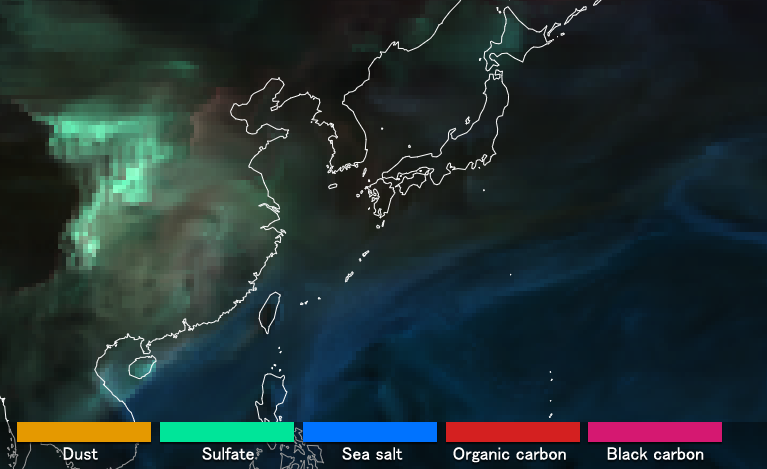 Dust
Sulfate
Sea salt
Organic carbon
Black carbon